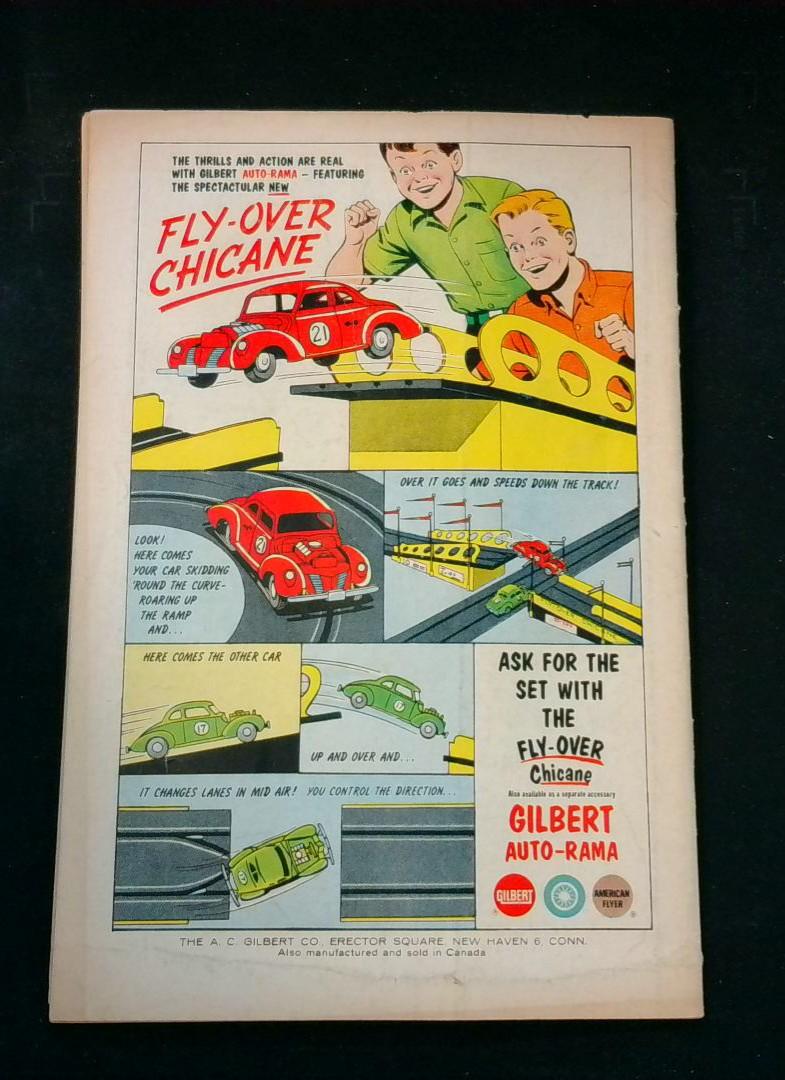 THE THRILLS AND ACTION ARE REAL
WITH GILBERT AUTO-RAMA – FEATURING
THE SPECTACTULAR NEW
FLY-OVER
CHICANE
21
LOOK!
HERE COMES
YOUR CAR SKIDDING
'ROUND THE CURVE-
ROARING UP
THE RAMP
AND...
21
OVER IT GOES AND SPEEDS DOWN THE TRACK!
HERE COMES THE OTHER CAR
17
UP AND OVER AND...
17
IT CHANGES LANES IN MID AIR! YOU CONTROL THE DIRECTION...
ASK FOR THE
SET WITH
THE
FLY-OVER
Chicane
Also available as a separate accessory
GILBERT
AUTO-RAMA
GILBERT
AMERICAN
FLYER
®
®
THE A. C. GILBERT CO., ERECTOR SQUARE, NEW HAVEN 6, CONN.
Also manufactured and sold in Canada